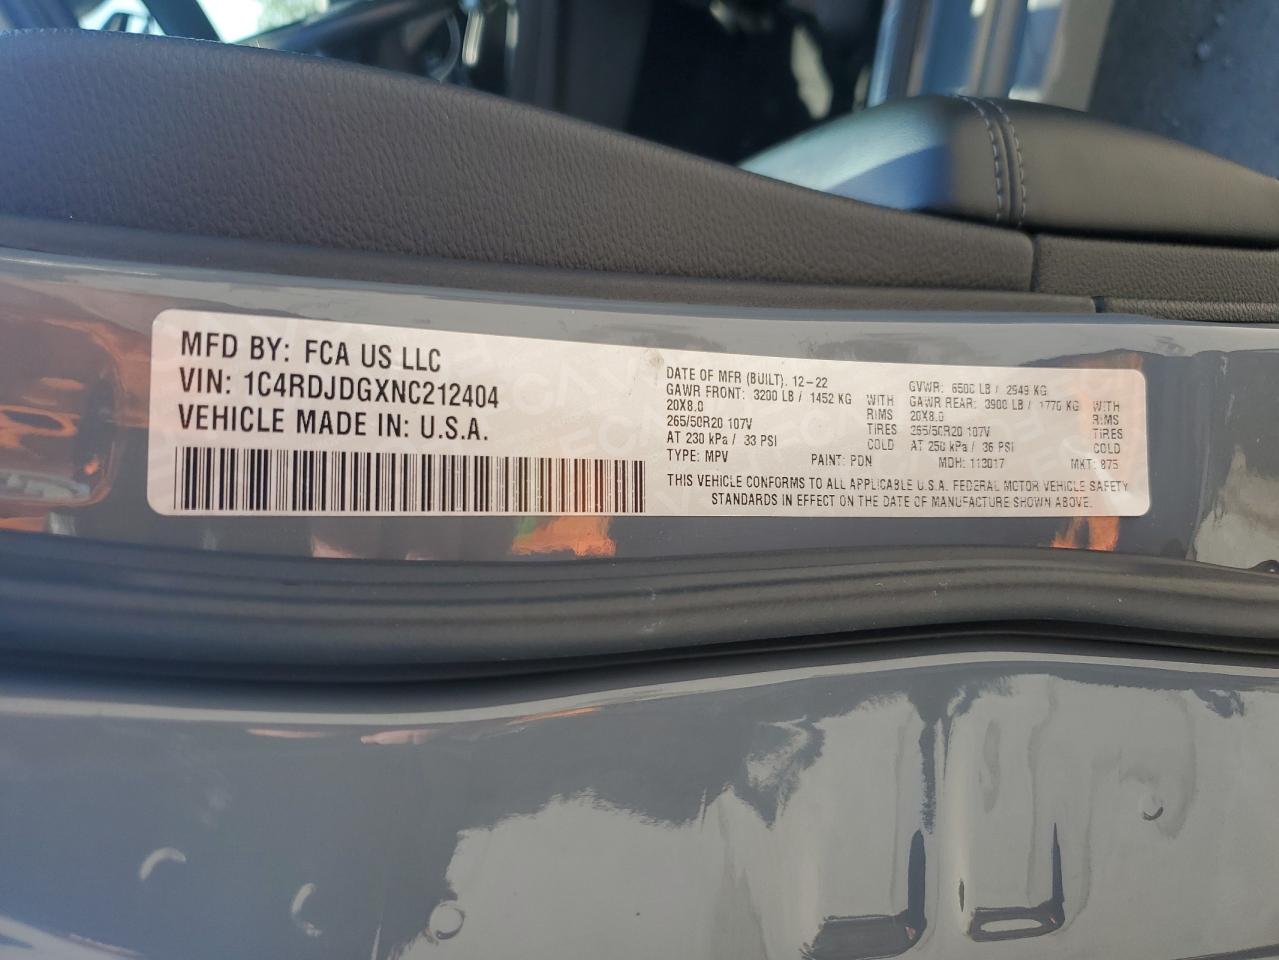 MFD BY: FCA US LLC
VIN: 1C4RDJDGXNC212404
VEHICLE MADE IN: U.S.A.
DATE OF MFR (BUILT). 12-22
GAWR FRONT: 3200 LB / 1452 KG WITH
20X8.0 RIMS
265/50R20 107V TIRES
AT 230 kPa / 33 PSI COLD
GVWR: 6500 LB / 2949 KG
GAWR REAR: 3900 LB / 1770 KG WITH
20X8.0 RIMS
265/50R20 107V TIRES
AT 250 kPa / 36 PSI COLD
TYPE: MPV PAINT: PDN MDH: 113017 MKT: 875
THIS VEHICLE CONFORMS TO ALL APPLICABLE U.S.A. FEDERAL MOTOR VEHICLE SAFETY
STANDARDS IN EFFECT ON THE DATE OF MANUFACTURE SHOWN ABOVE.